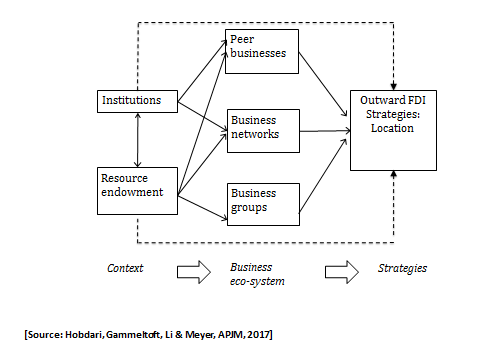 Peer
businesses
Institutions
Outward FDI
Strategies:
Location
Business
networks
Resource
endowment
Business
groups
Context
Business
eco-system
Strategies
[Source: Hobdari, Gammeltoft, Li & Meyer, APJM, 2017]